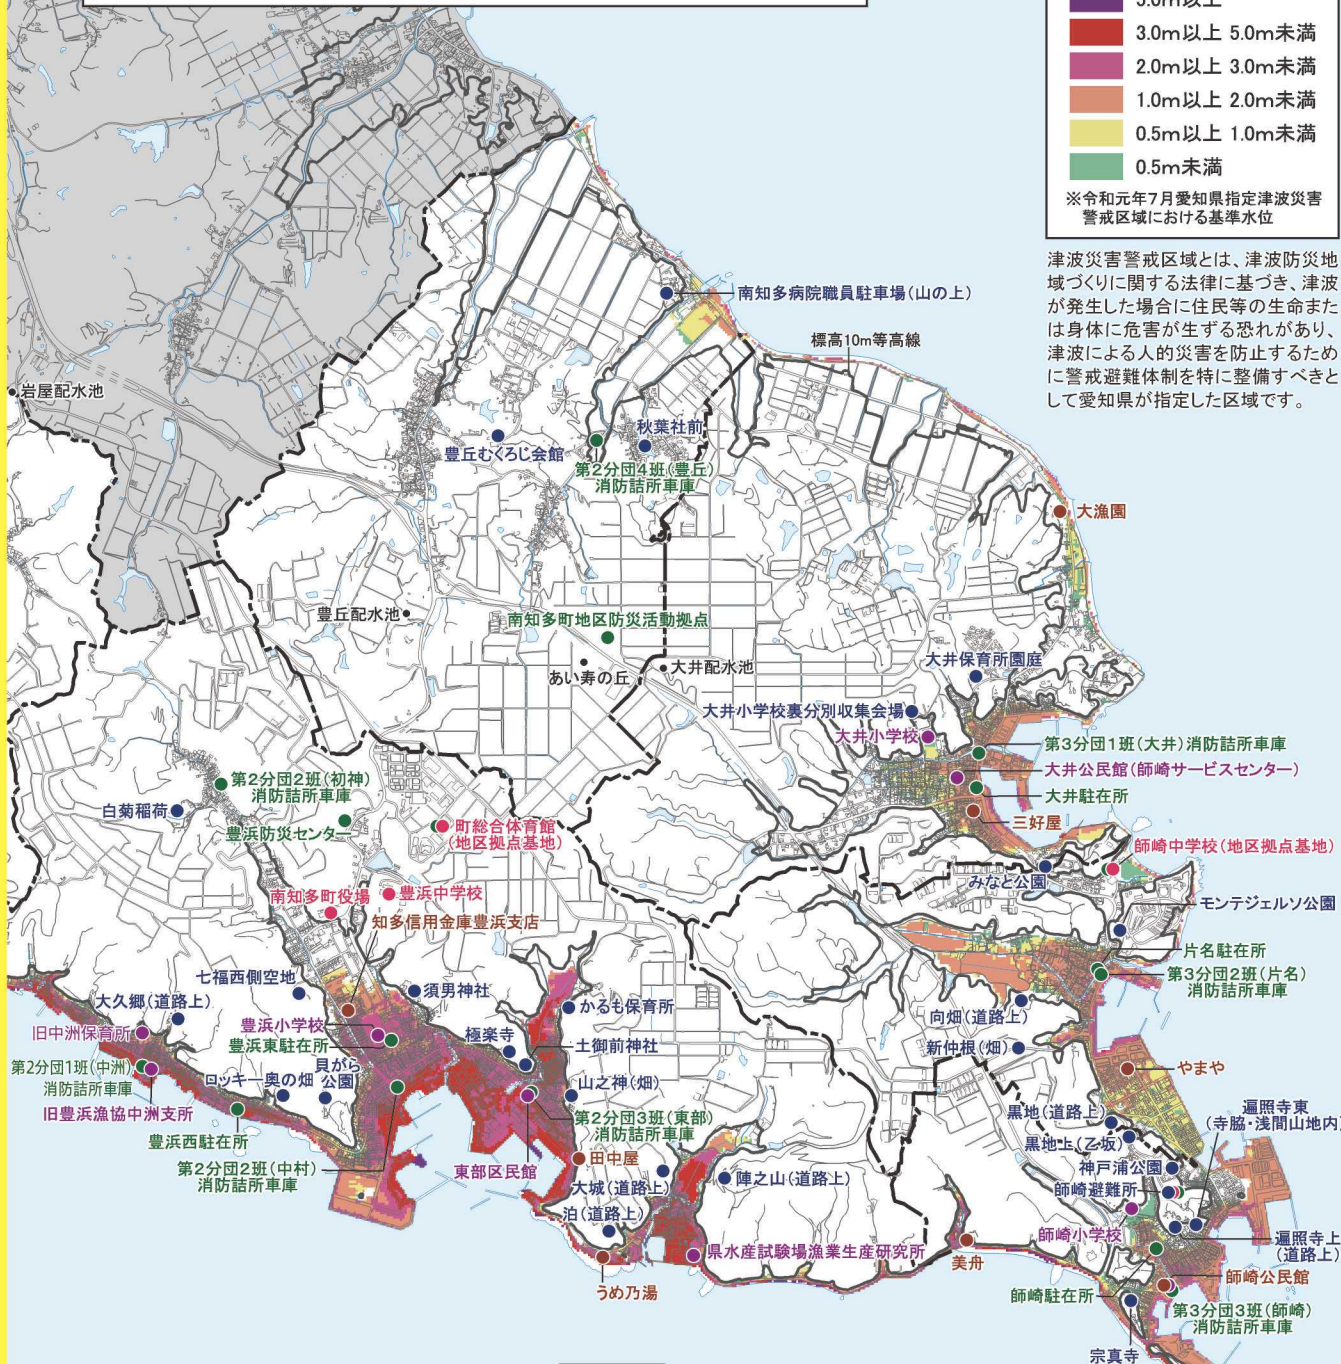 5.0m以上
3.0m以上 5.0m未満
2.0m以上 3.0m未満
1.0m以上 2.0m未満
0.5m以上 1.0m未満
0.5m未満
※令和元年7月愛知県指定津波災害
警戒区域における基準水位
津波災害警戒区域とは、津波防災地
域づくりに関する法律に基づき、津波
が発生した場合に住民等の生命また
は身体に危害が生ずる恐れがあり、
津波による人的災害を防止するため
に警戒避難体制を特に整備すべきと
して愛知県が指定した区域です。
南知多病院職員駐車場(山の上)
標高10m等高線
岩屋配水池
豊丘むくろじ会館
秋葉社前
第2分団4班(豊丘)
消防詰所車庫
大漁園
豊丘配水池
南知多町地区防災活動拠点
あい寿の丘
大井配水池
大井保育所園庭
大井小学校裏分別収集会場
大井小学校
第3分団1班(大井)消防詰所車庫
大井公民館(師崎サービスセンター)
大井駐在所
三好屋
第2分団2班(初神)
消防詰所車庫
白菊稲荷
豊浜防災センター
町総合体育館
(地区拠点基地)
師崎中学校(地区拠点基地)
みなと公園
南知多町役場
豊浜中学校
知多信用金庫豊浜支店
モンテジェルソ公園
片名駐在所
第3分団2班(片名)
消防詰所車庫
七福西側空地
大久郷(道路上)
須男神社
かるも保育所
向畑(道路上)
旧中洲保育所
豊浜小学校
豊浜東駐在所
極楽寺
土御前神社
新仲根(畑)
第2分団1班(中洲)
消防詰所車庫
ロッキー奥の畑
貝がら
公園
山之神(畑)
やまや
旧豊浜漁協中洲支所
第2分団3班(東部)
消防詰所車庫
黒地(道路上)
遍照寺東
(寺脇・浅間山地内)
豊浜西駐在所
黒地上(乙坂)
第2分団2班(中村)
消防詰所車庫
東部区民館
田中屋
大城(道路上)
陣之山(道路上)
神戸浦公園
師崎避難所
泊(道路上)
師崎小学校
遍照寺上
(道路上)
県水産試験場漁業生産研究所
美舟
うめ乃湯
師崎公民館
師崎駐在所
第3分団3班(師崎)
消防詰所車庫
宗真寺